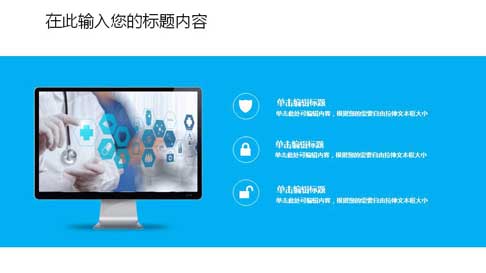 在此输入您的标题内容
单击编辑标题
单击此处可编辑内容，根据您的需要自由拉伸文本框大小
单击编辑标题
单击此处可编辑内容，根据您的需要自由拉伸文本框大小
单击编辑标题
单击此处可编辑内容，根据您的需要自由拉伸文本框大小